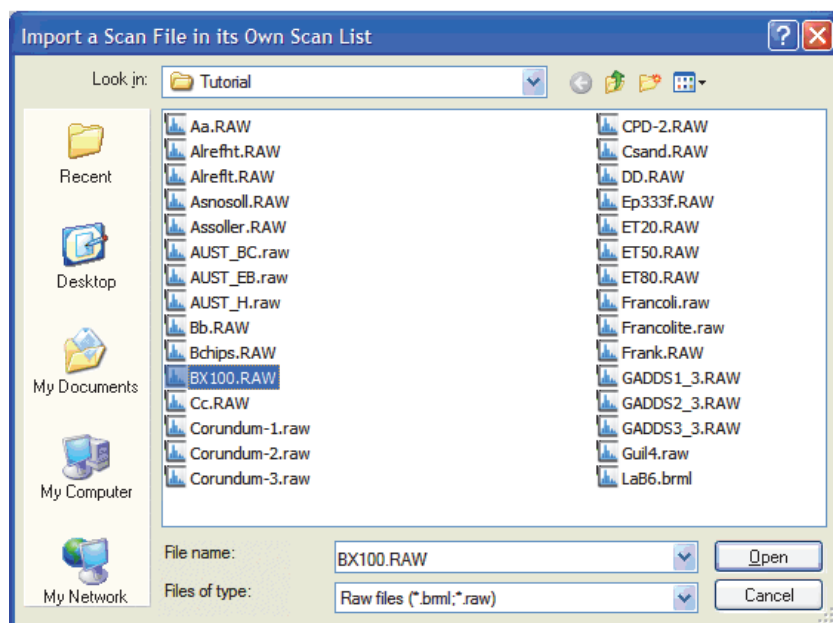 Import a Scan File in its Own Scan List
Look in:
Tutorial
Recent
Desktop
My Documents
My Computer
My Network
Aa.RAW
Alrefht.RAW
Alreflt.RAW
Asnosoll.RAW
Assoller.RAW
AUST_BC.raw
AUST_EB.raw
AUST_H.raw
Bb.RAW
Bchips.RAW
BX100.RAW
Cc.RAW
Corundum-1.raw
Corundum-2.raw
Corundum-3.raw
CPD-2.RAW
Csand.RAW
DD.RAW
Ep333f.RAW
ET20.RAW
ET50.RAW
ET80.RAW
Francoli.raw
Francolite.raw
Frank.RAW
GADDS1_3.RAW
GADDS2_3.RAW
GADDS3_3.RAW
Guil4.raw
LaB6.brml
File name:
BX100.RAW
Open
Files of type:
Raw files (*.brml;*.raw)
Cancel